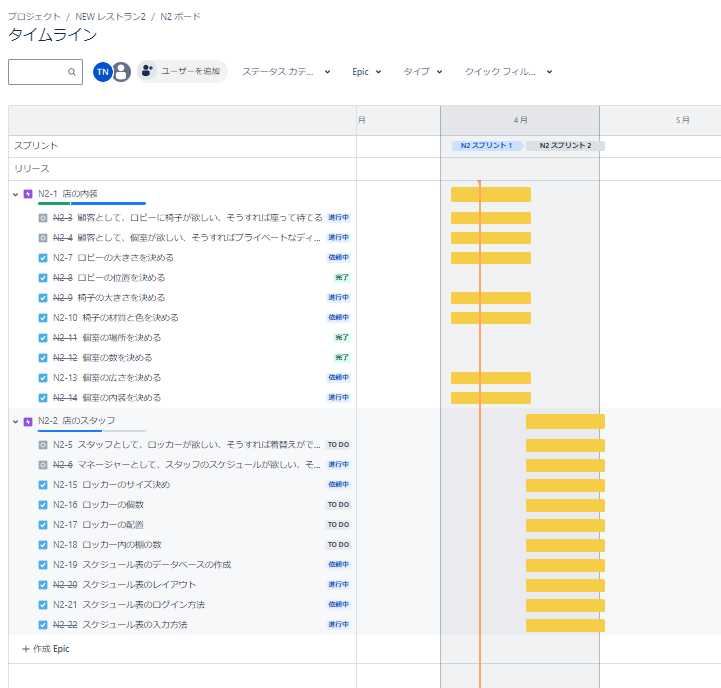 プロジェクト / NEW レストラン2 / N2 ボード
タイムライン
TN ユーザーを追加 ステータス カテ... Epic タイプ クイック フィル...
月 4月 5月
スプリント N2 スプリント 1 N2 スプリント 2
リリース
N2-1 店の内装
N2-3 顧客として、ロビーに椅子が欲しい、そうすれば座って待てる 進行中
N2-4 顧客として、個室が欲しい、そうすればプライベートなディ... 進行中
N2-7 ロビーの大きさを決める 依頼中
N2-8 ロビーの位置を決める 完了
N2-9 椅子の大きさを決める 進行中
N2-10 椅子の材質と色を決める 依頼中
N2-11 個室の場所を決める 完了
N2-12 個室の数を決める 完了
N2-13 個室の広さを決める 依頼中
N2-14 個室の内装を決める 進行中
N2-2 店のスタッフ
N2-5 スタッフとして、ロッカーが欲しい、そうすれば着替えがで... TO DO
N2-6 マネージャーとして、スタッフのスケジュールが欲しい、そ... 進行中
N2-15 ロッカーのサイズ決め 依頼中
N2-16 ロッカーの個数 TO DO
N2-17 ロッカーの配置 TO DO
N2-18 ロッカー内の棚の数 TO DO
N2-19 スケジュール表のデータベースの作成 依頼中
N2-20 スケジュール表のレイアウト 進行中
N2-21 スケジュール表のログイン方法 依頼中
N2-22 スケジュール表の入力方法 進行中
+ 作成 Epic